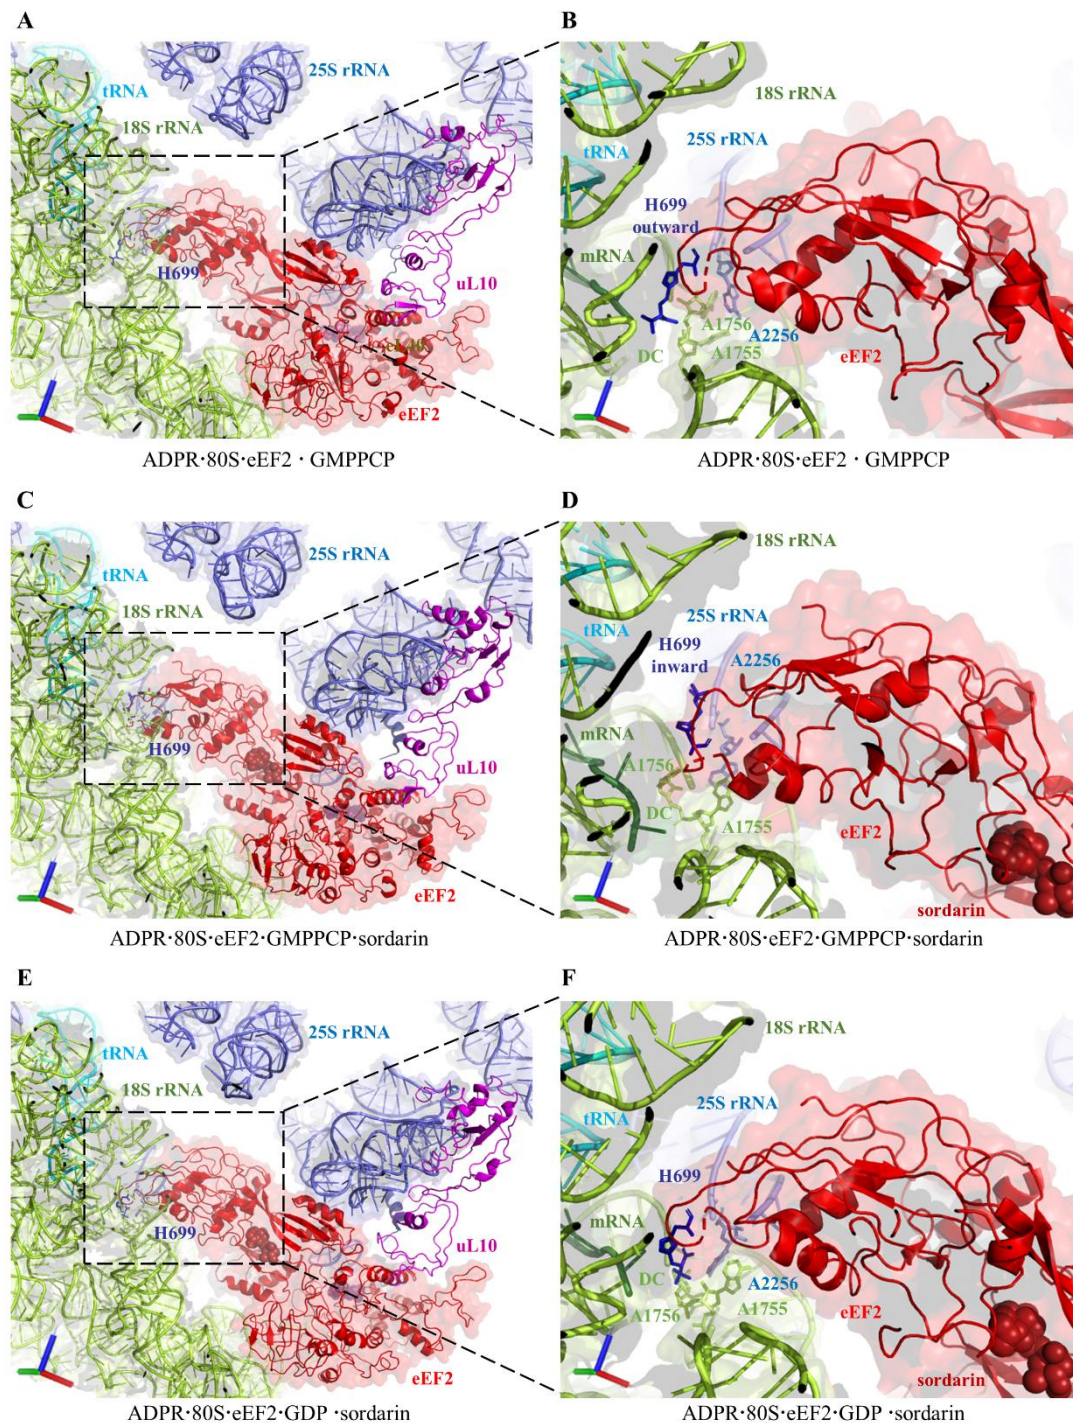 A
tRNA
18S rRNA
25S rRNA
H699
uL10
eL40
eEF2
ADPR·80S·eEF2 · GMPPCP
B
18S rRNA
25S rRNA
tRNA
H699
outward
mRNA
A1756
A2256
DC
A1755
eEF2
ADPR·80S·eEF2 · GMPPCP
C
tRNA
18S rRNA
25S rRNA
H699
uL10
eEF2
ADPR·80S·eEF2·GMPPCP·sordarin
D
18S rRNA
25S rRNA
tRNA
H699
inward
A2256
mRNA
A1756
DC
A1755
eEF2
sordarin
ADPR·80S·eEF2·GMPPCP·sordarin
E
tRNA
18S rRNA
25S rRNA
H699
uL10
eEF2
ADPR·80S·eEF2·GDP ·sordarin
F
18S rRNA
25S rRNA
tRNA
H699
mRNA
DC
A2256
A1756
A1755
eEF2
sordarin
ADPR·80S·eEF2·GDP ·sordarin